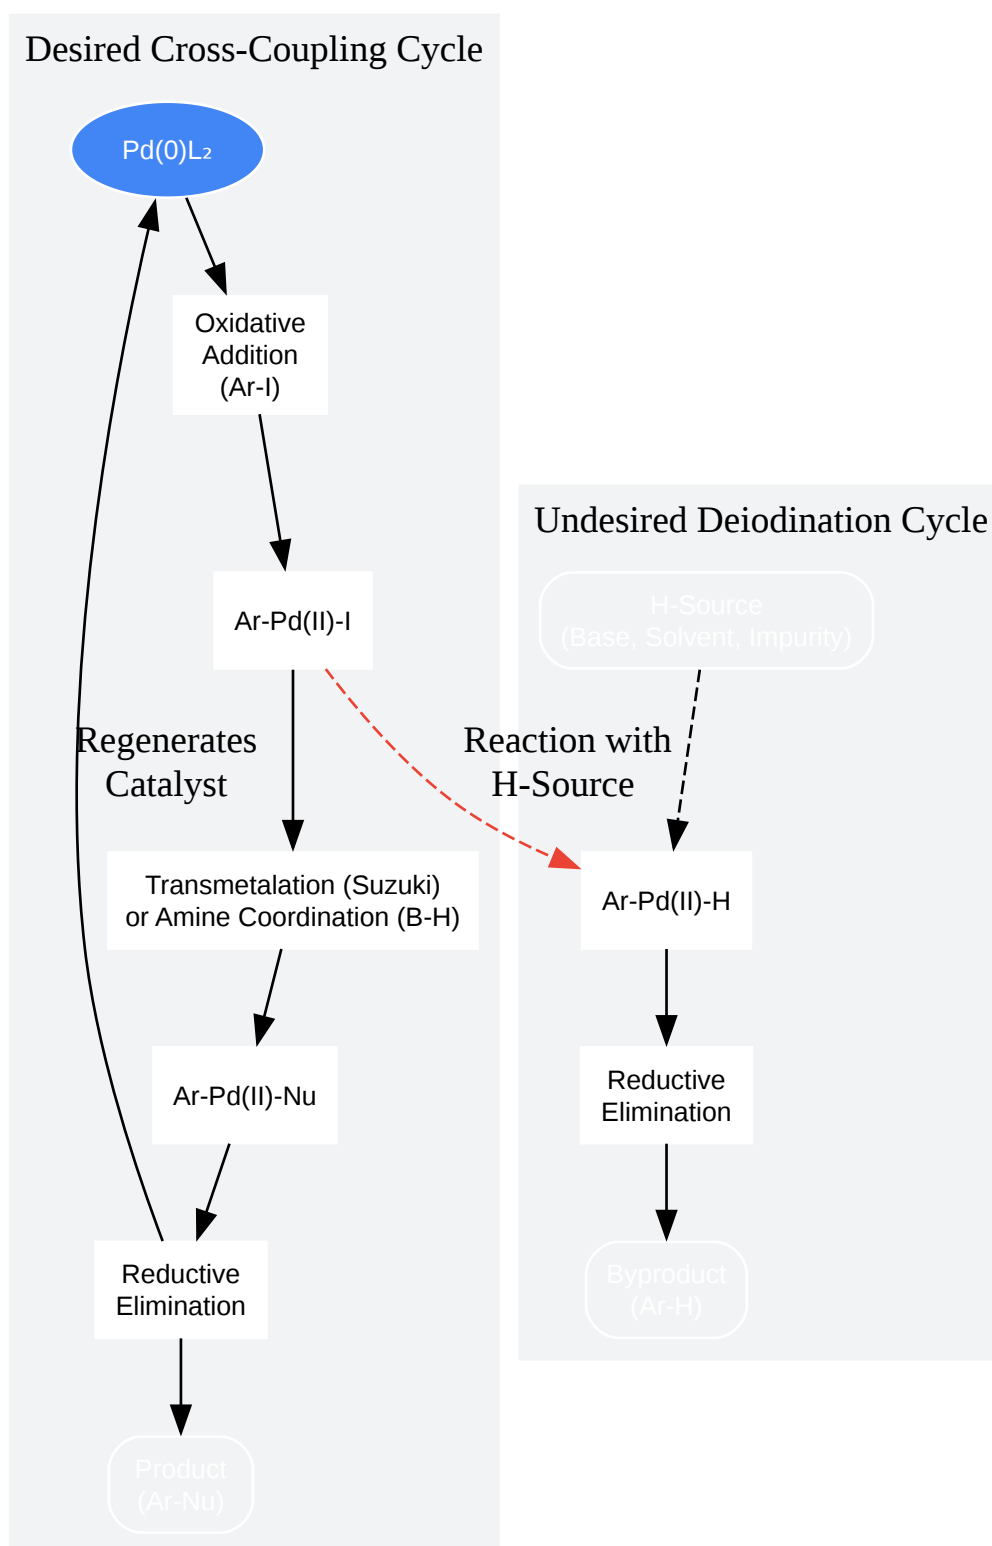 Desired Cross-Coupling Cycle
Pd(0)L₂
Oxidative
Addition
(Ar-I)
Ar-Pd(II)-I
Regenerates
Catalyst
Transmetalation (Suzuki)
or Amine Coordination (B-H)
Ar-Pd(II)-Nu
Reductive
Elimination
Product
(Ar-Nu)
Undesired Deiodination Cycle
H-Source
(Base, Solvent, Impurity)
Reaction with
H-Source
Ar-Pd(II)-H
Reductive
Elimination
Byproduct
(Ar-H)